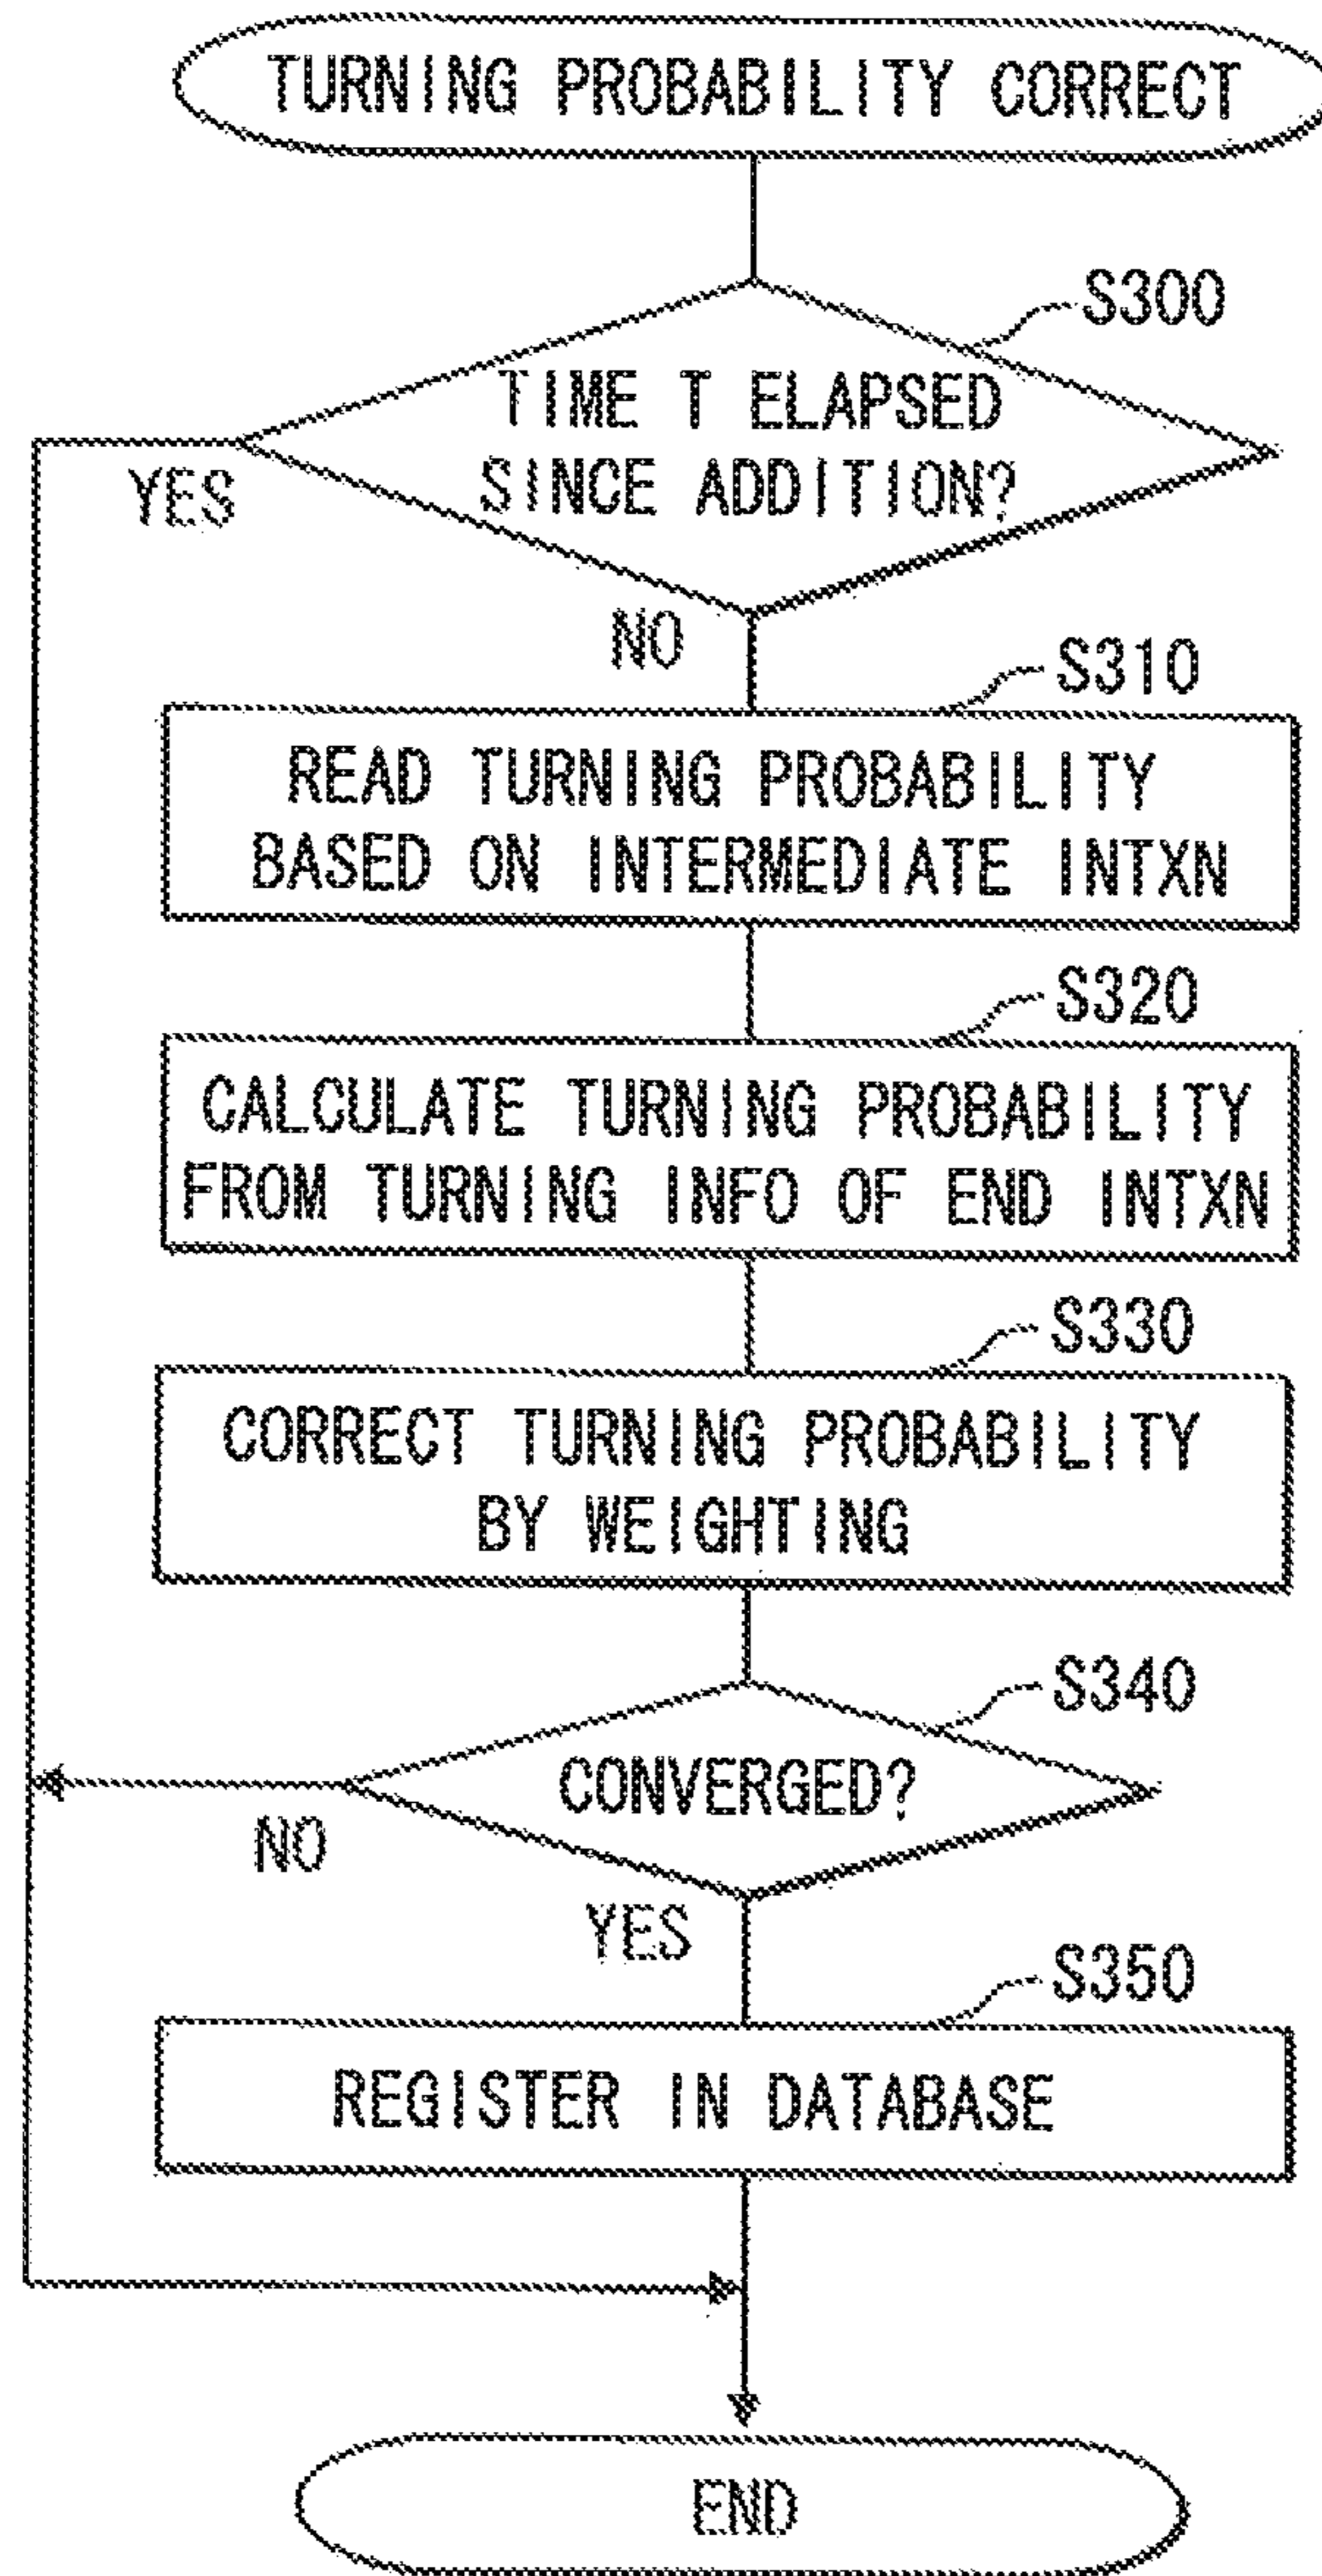 TURNING PROBABILITY CORRECT
S300
TIME T ELAPSED
SINCE ADDITION?
YES
NO
S310
READ TURNING PROBABILITY
BASED ON INTERMEDIATE INTXN
S320
CALCULATE TURNING PROBABILITY
FROM TURNING INFO OF END INTXN
S330
CORRECT TURNING PROBABILITY
BY WEIGHTING
S340
CONVERGED?
NO
YES
S350
REGISTER IN DATABASE
END